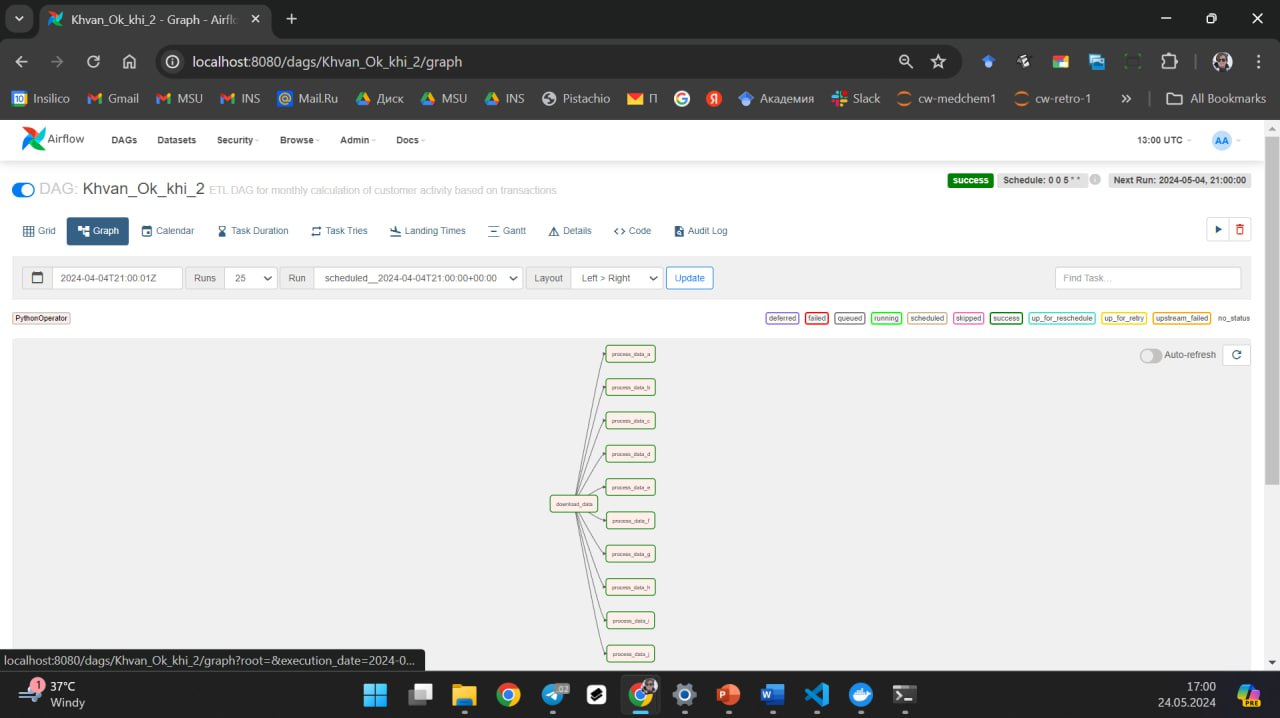 Khvan_Ok_khi_2 - Graph - Airfl
localhost:8080/dags/Khvan_Ok_khi_2/graph
Insilico Gmail MSU INS Mail.Ru Диск MSU INS Pistachio П Академия Slack cw-medchem1 cw-retro-1 » All Bookmarks
Airflow DAGs Datasets Security Browse Admin Docs 13:00 UTC AA
DAG: Khvan_Ok_khi_2 ETL DAG for monthly calculation of customer activity based on transactions success Schedule: 0 0 5 * * Next Run: 2024-05-04, 21:00:00
Grid Graph Calendar Task Duration Task Tries Landing Times Gantt Details Code Audit Log
2024-04-04T21:00:01Z Runs 25 Run scheduled__2024-04-04T21:00:00+00:00 Layout Left > Right Update Find Task...
PythonOperator deferred failed queued running scheduled skipped success up_for_reschedule up_for_retry upstream_failed no_status
Auto-refresh
process_data_a
process_data_b
process_data_c
process_data_d
process_data_e
download_data
process_data_f
process_data_g
process_data_h
process_data_i
process_data_j
localhost:8080/dags/Khvan_Ok_khi_2/graph?root=&execution_date=2024-0...
1 37°C
Windy
02
17:00
24.05.2024
PRE